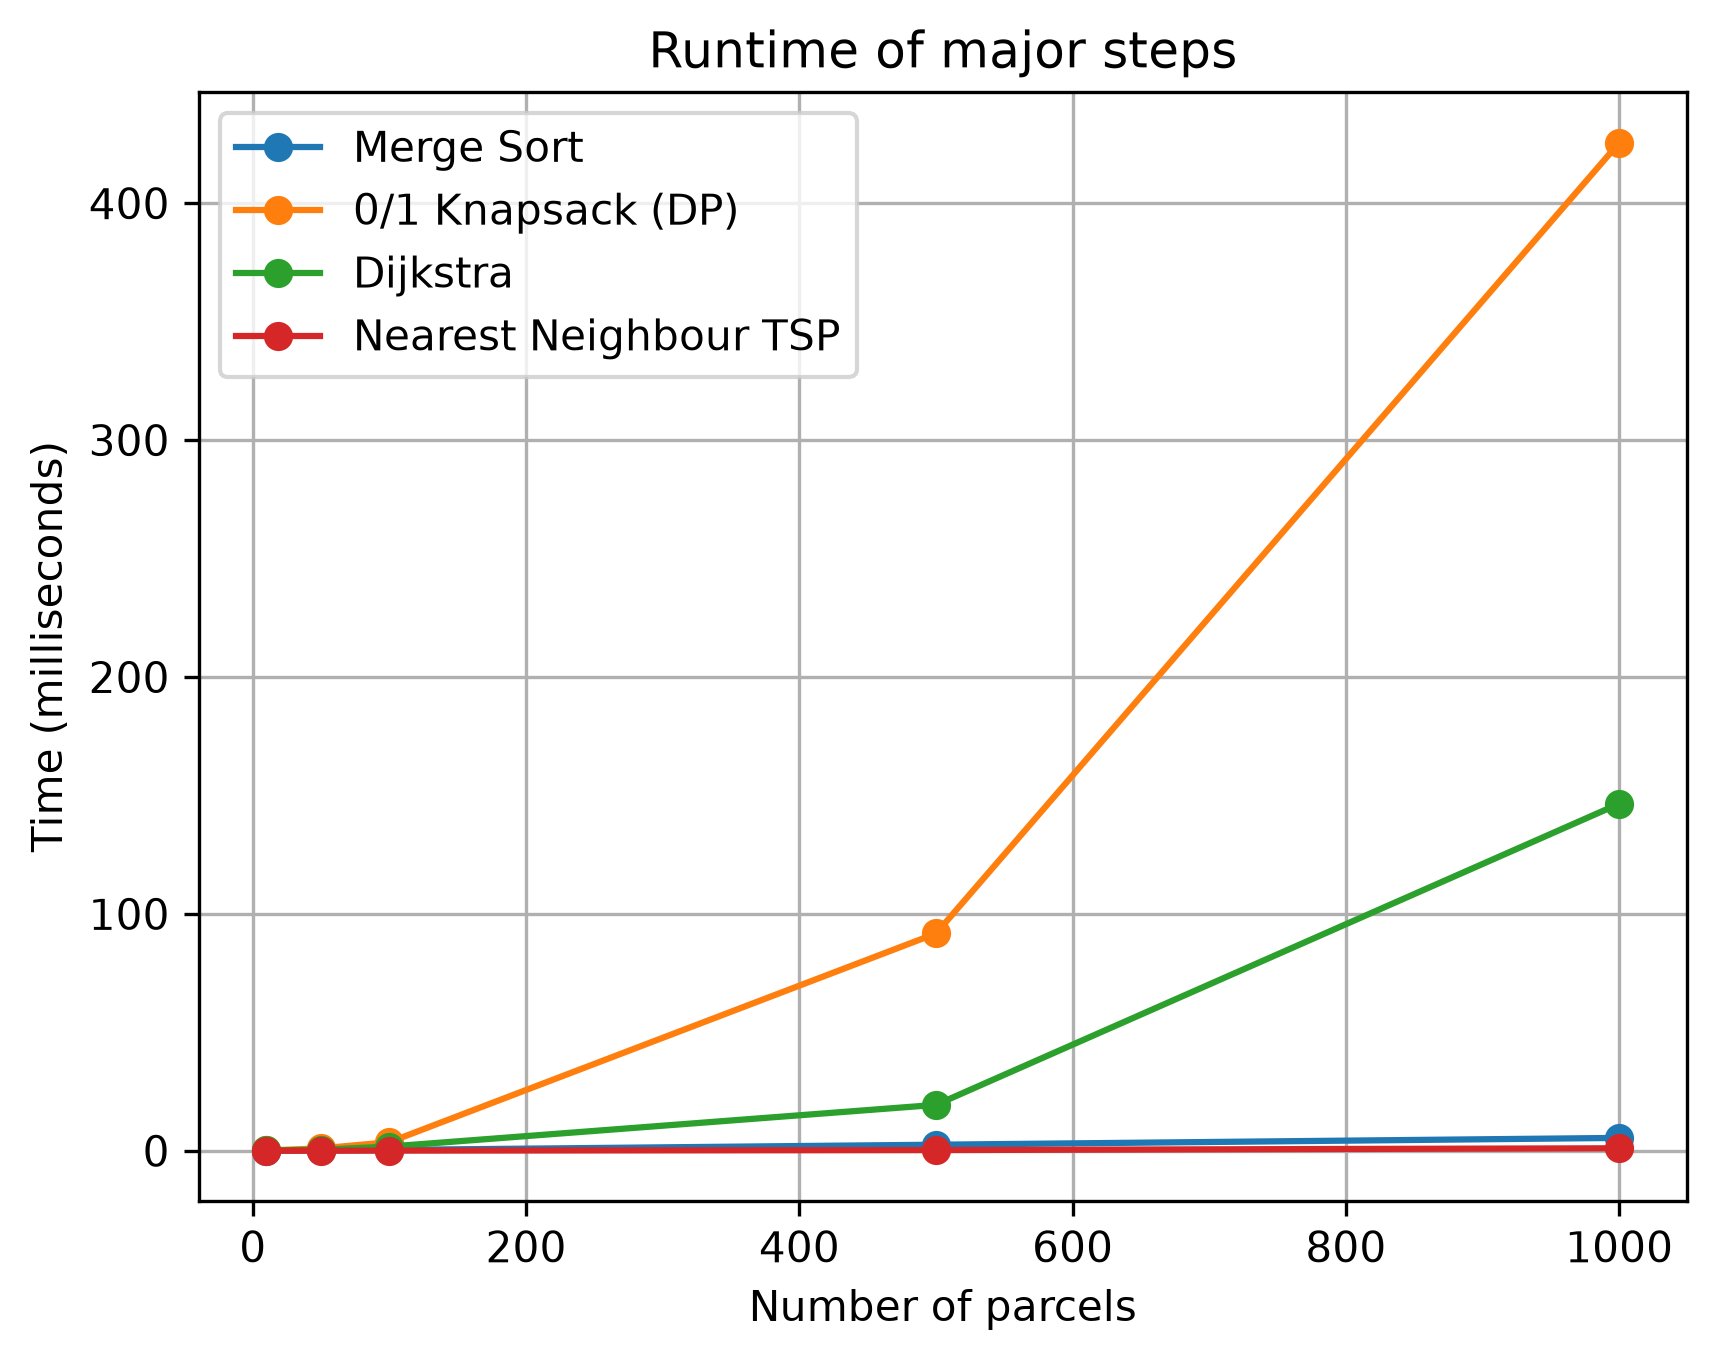 Runtime of major steps
Merge Sort
0/1 Knapsack (DP)
Dijkstra
Nearest Neighbour TSP
Time (milliseconds)
400
300
200
100
0
0 200 400 600 800 1000
Number of parcels